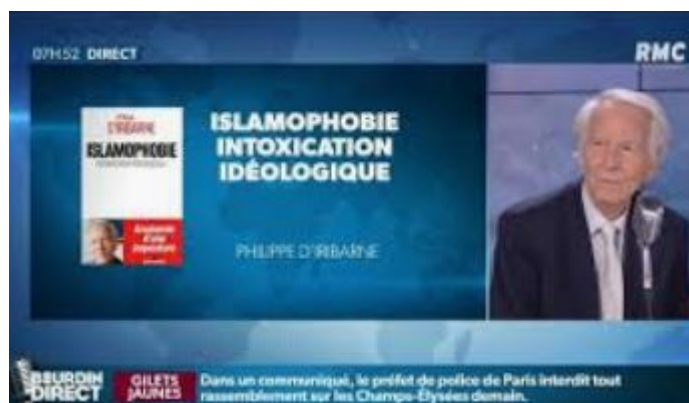 07H52 DIRECT
RMC
D'IRIBARNE
ISLAMOPHOBIE
ISLAMOPHOBIE
INTOXICATION
IDÉOLOGIQUE
PHILIPPE D'IRIBARNE
BOURDIN
DIRECT
GILETS
JAUNES
Dans un communiqué, le préfet de police de Paris interdit tout
rassemblement sur les Champs-Élysées demain.